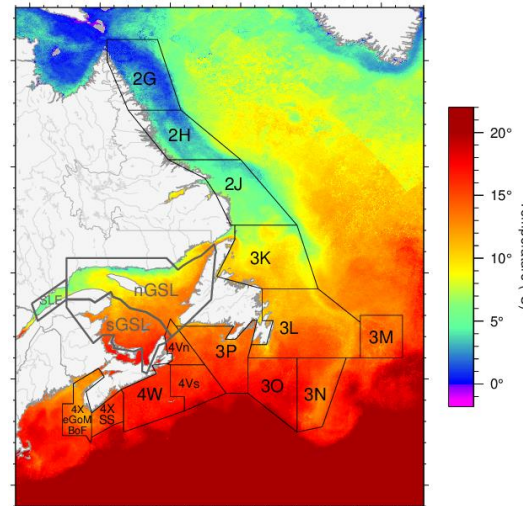 2G
2H
20°
2J
15°
3K
nGSL
10°
SLE
sGSL
3L
3M
5°
4Vn
3P
4W
4Vs
3O
3N
0°
4X
eGoM
BoF
4X
SS